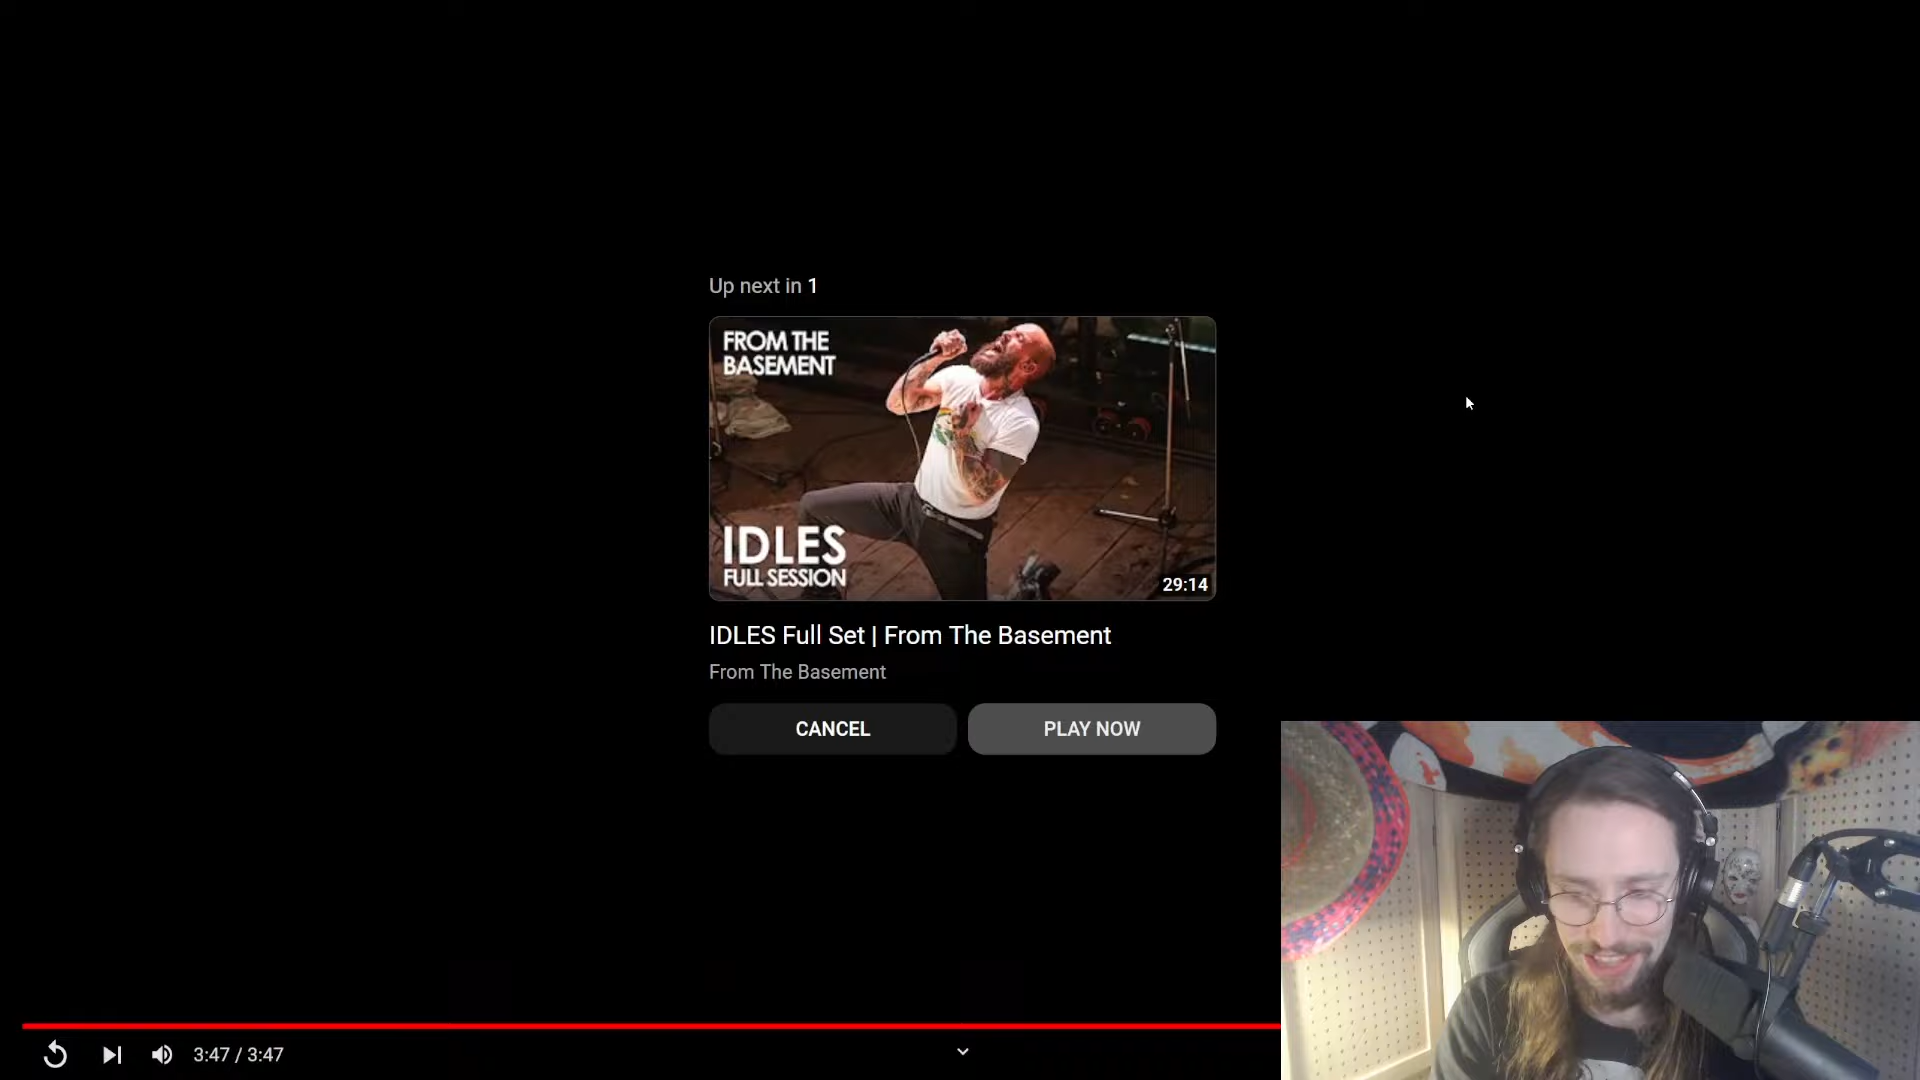 Up next in 1
FROM THE
BASEMENT
IDLES
FULL SESSION
29:14
IDLES Full Set | From The Basement
From The Basement
CANCEL
PLAY NOW
3:47 / 3:47